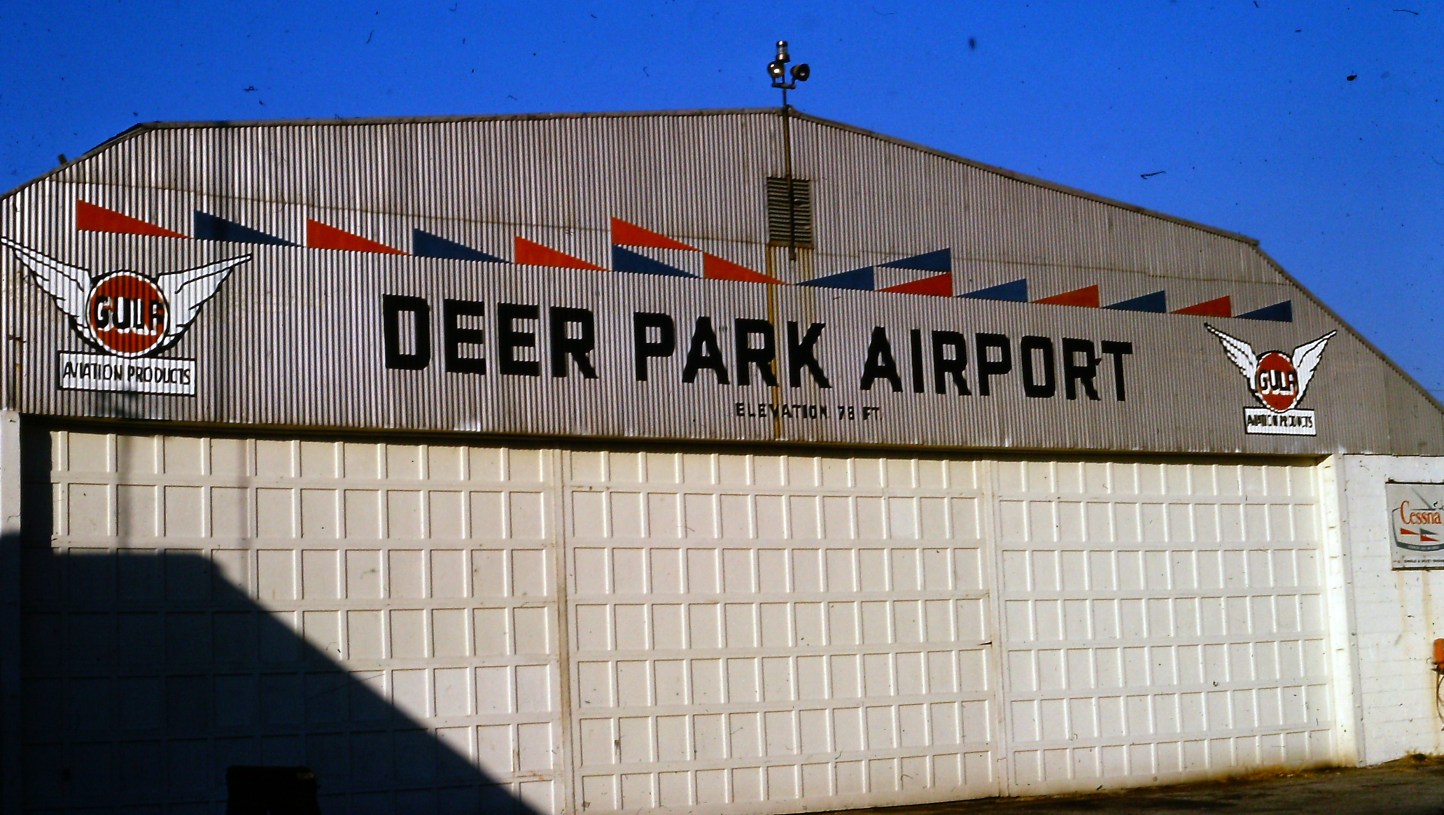 GULF
AVIATION PRODUCTS
DEER PARK AIRPORT
ELEVATION 78 FT.
GULF
AVIATION PRODUCTS
Cessna